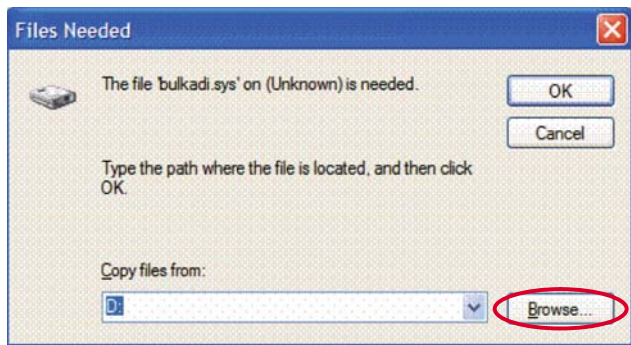 Files Needed
The file 'bulkadi.sys' on (Unknown) is needed.
OK
Cancel
Type the path where the file is located, and then click
OK.
Copy files from:
D:
Browse...